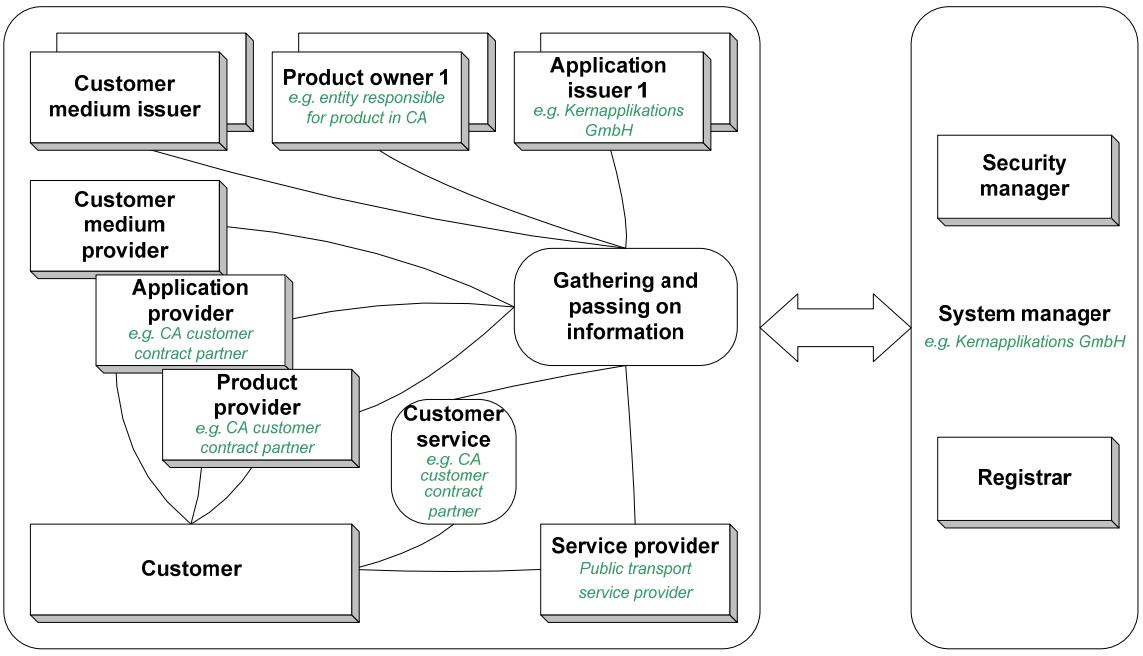 Customer
medium issuer
Product owner 1
e.g. entity responsible
for product in CA
Application
issuer 1
e.g. Kernapplikations
GmbH
Customer
medium
provider
Application
provider
e.g. CA customer
contract partner
Product
provider
e.g. CA customer
contract partner
Gathering and
passing on
information
Customer
service
e.g. CA
customer
contract
partner
Customer
Service provider
Public transport
service provider
Security
manager
System manager
e.g. Kernapplikations GmbH
Registrar